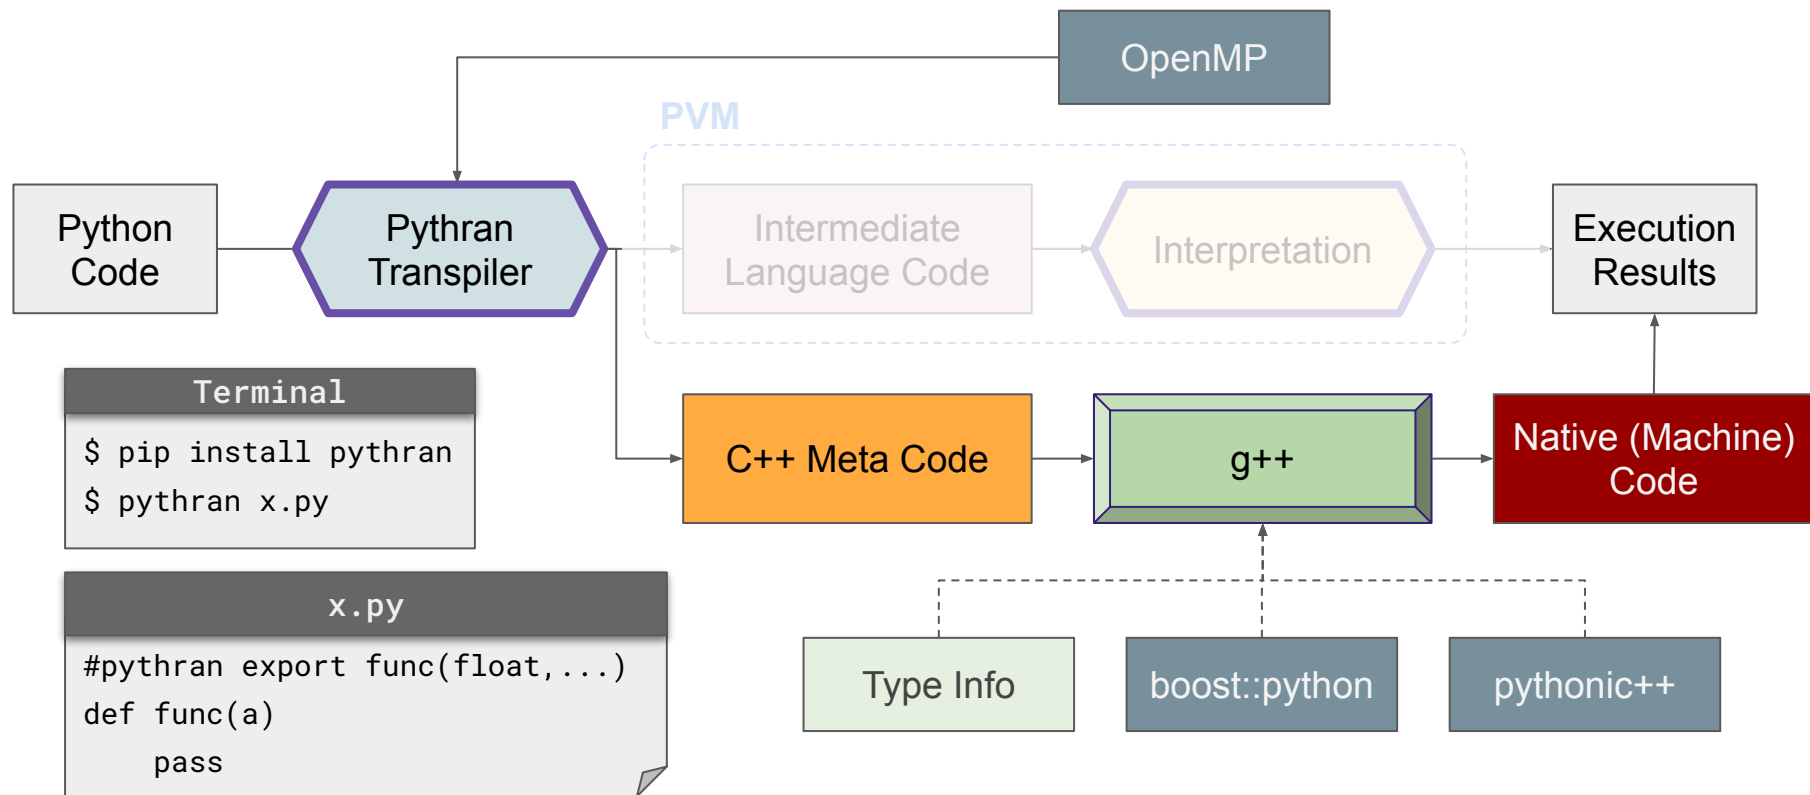 OpenMP
PVM
Python
Code
Pythran
Transpiler
Intermediate
Language Code
Interpretation
Execution
Results
Terminal
$ pip install pythran
$ pythran x.py
C++ Meta Code
g++
Native (Machine)
Code
x.py
#pythran export func(float,...)
def func(a)
    pass
Type Info
boost::python
pythonic++